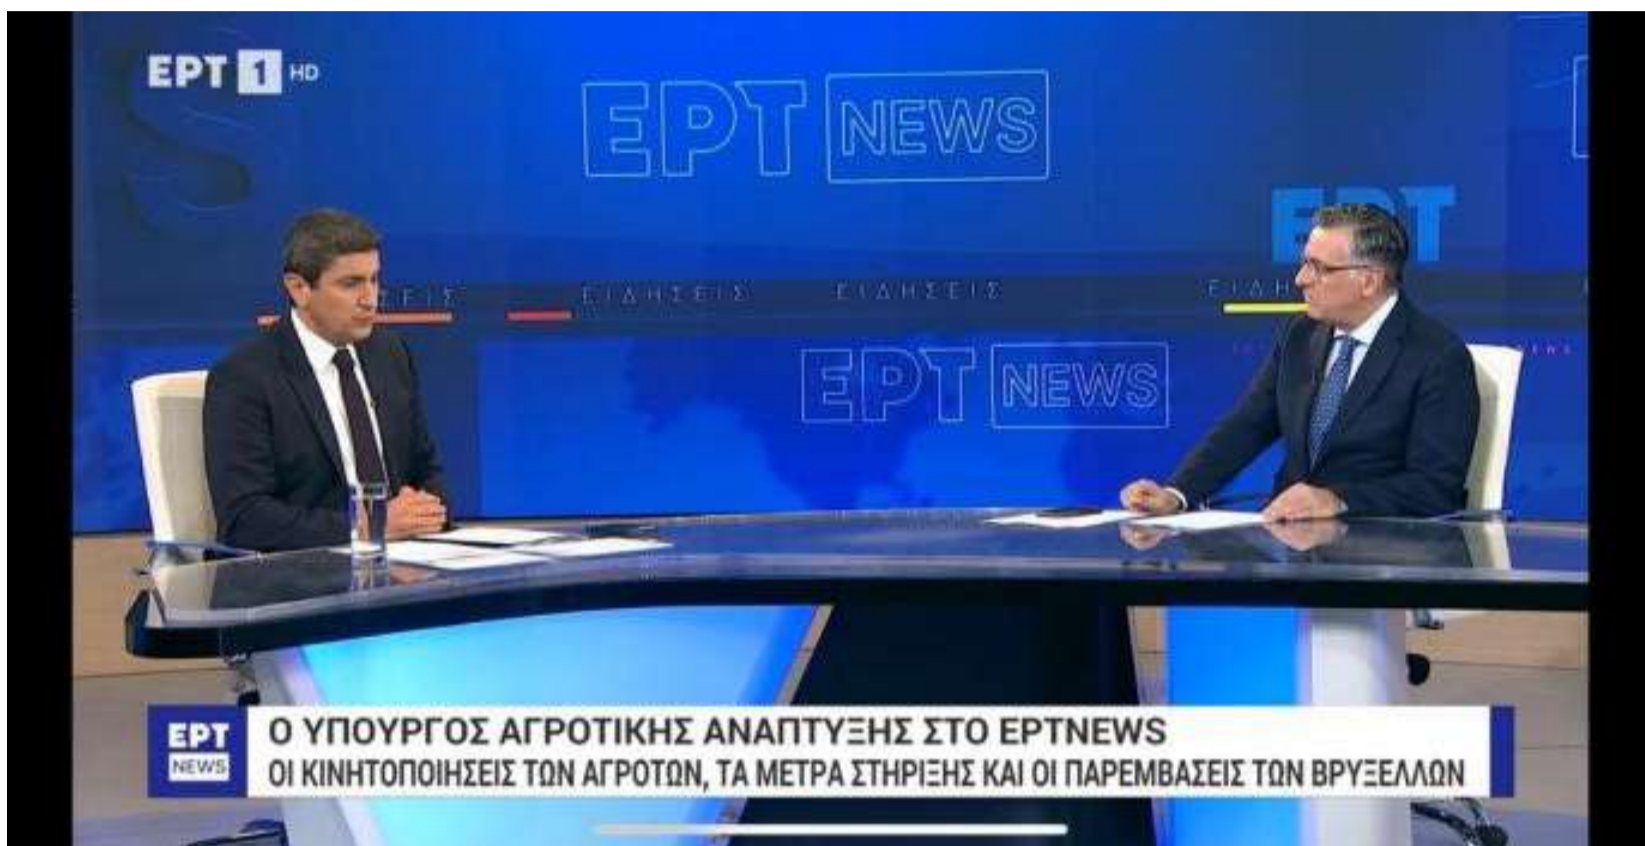 ΕΡΤ 1 HD
ΕΡΤ NEWS
ΕΡΤ
ΕΙΔΗΣΕΙΣ
ΕΙΔΗΣΕΙΣ
ΕΡΤ NEWS
ΕΡΤ NEWS
Ο ΥΠΟΥΡΓΟΣ ΑΓΡΟΤΙΚΗΣ ΑΝΑΠΤΥΞΗΣ ΣΤΟ ΕΡΤNEWS
ΟΙ ΚΙΝΗΤΟΠΟΙΗΣΕΙΣ ΤΩΝ ΑΓΡΟΤΩΝ, ΤΑ ΜΕΤΡΑ ΣΤΗΡΙΞΗΣ ΚΑΙ ΟΙ ΠΑΡΕΜΒΑΣΕΙΣ ΤΩΝ ΒΡΥΞΕΛΛΩΝ